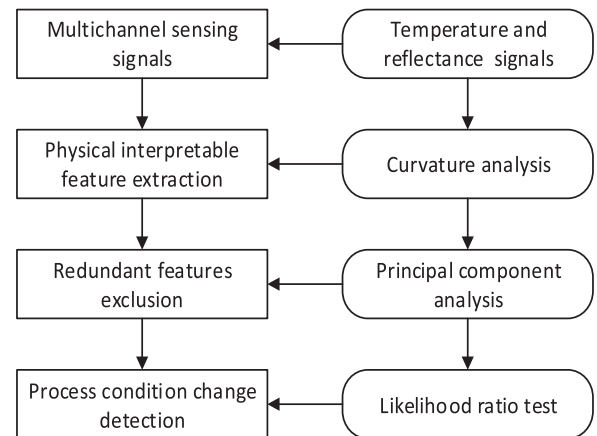 Multichannel sensing
signals
Temperature and
reflectance signals
Physical interpretable
feature extraction
Curvature analysis
Redundant features
exclusion
Principal component
analysis
Process condition change
detection
Likelihood ratio test